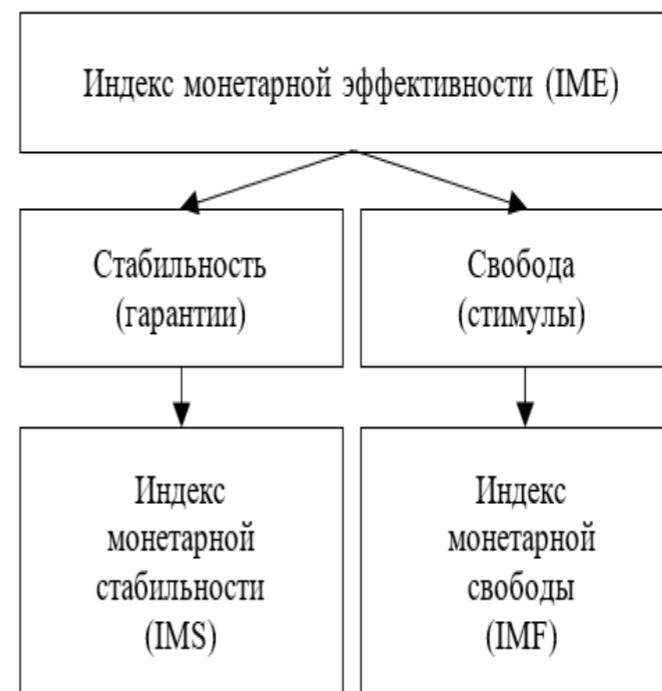 Индекс монетарной эффективности (IME)
Стабильность
(гарантии)
Свобода
(стимулы)
Индекс
монетарной
стабильности
(IMS)
Индекс
монетарной
свободы
(IMF)